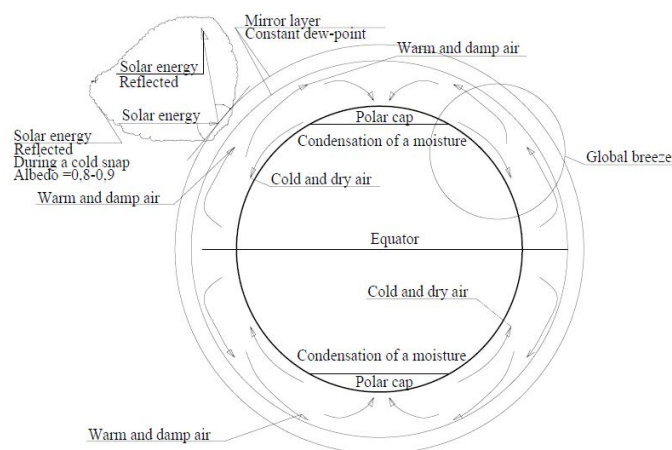 Mirror layer
Constant dew-point
Warm and damp air
Solar energy
Reflected
Solar energy
Polar cap
Solar energy
Reflected
During a cold snap
Albedo =0,8-0,9
Condensation of a moisture
Global breeze
Warm and damp air
Cold and dry air
Equator
Cold and dry air
Condensation of a moisture
Polar cap
Warm and damp air